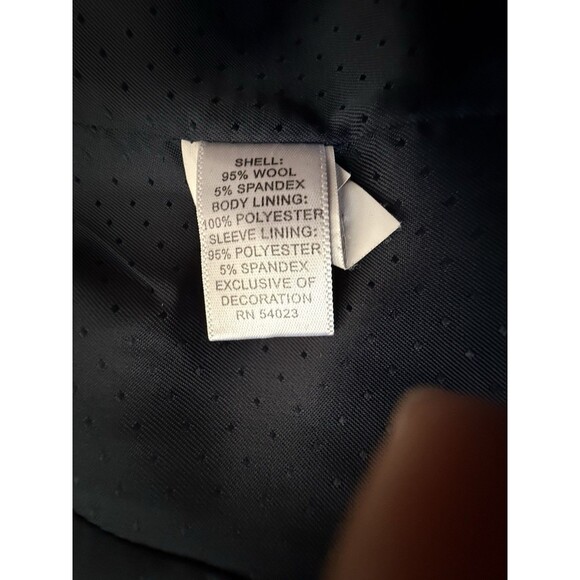 SHELL:
95% WOOL
5% SPANDEX
BODY LINING:
100% POLYESTER
SLEEVE LINING:
95% POLYESTER
5% SPANDEX
EXCLUSIVE OF
DECORATION
RN 54023